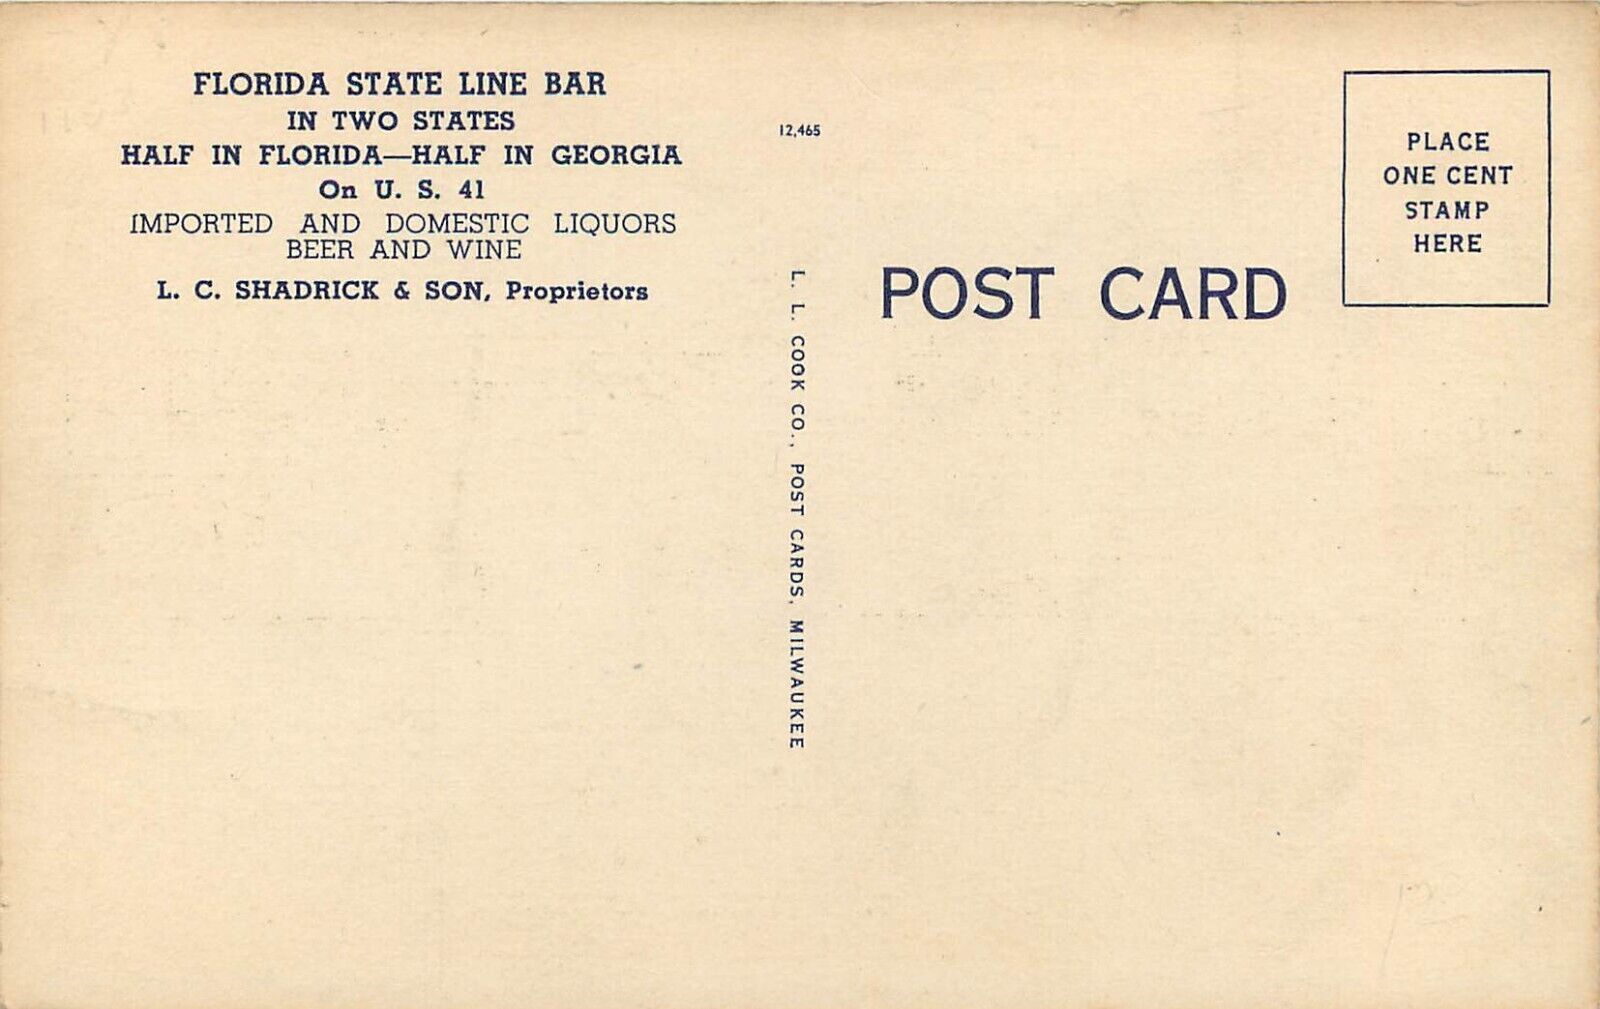 FLORIDA STATE LINE BAR
IN TWO STATES
HALF IN FLORIDA—HALF IN GEORGIA
On U. S. 41
IMPORTED AND DOMESTIC LIQUORS
BEER AND WINE
L. C. SHADRICK & SON, Proprietors
12,465
L. L. COOK CO., POST CARDS, MILWAUKEE
POST CARD
PLACE
ONE CENT
STAMP
HERE